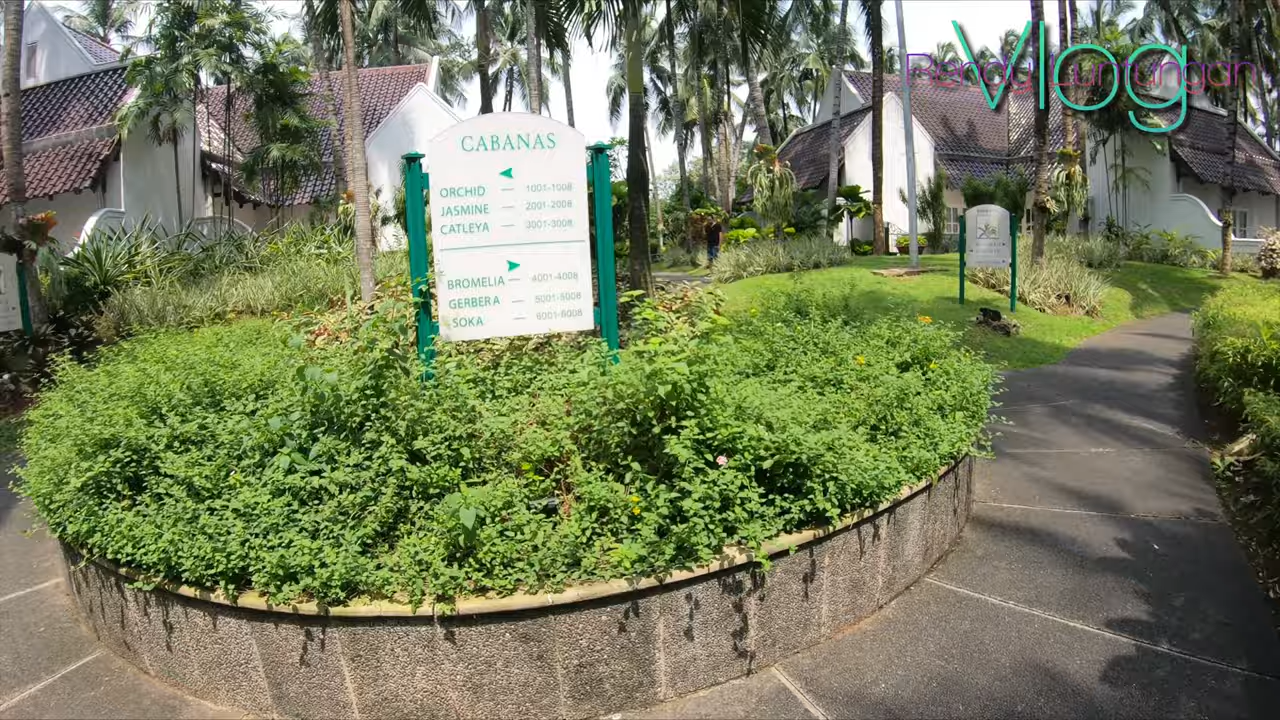 Rendy Luntungan
Vlog
CABANAS
ORCHID — 1001-1008
JASMINE — 2001-2008
CATLEYA — 3001-3008
BROMELIA — 4001-4008
GERBERA — 5001-5008
SOKA — 6001-6008